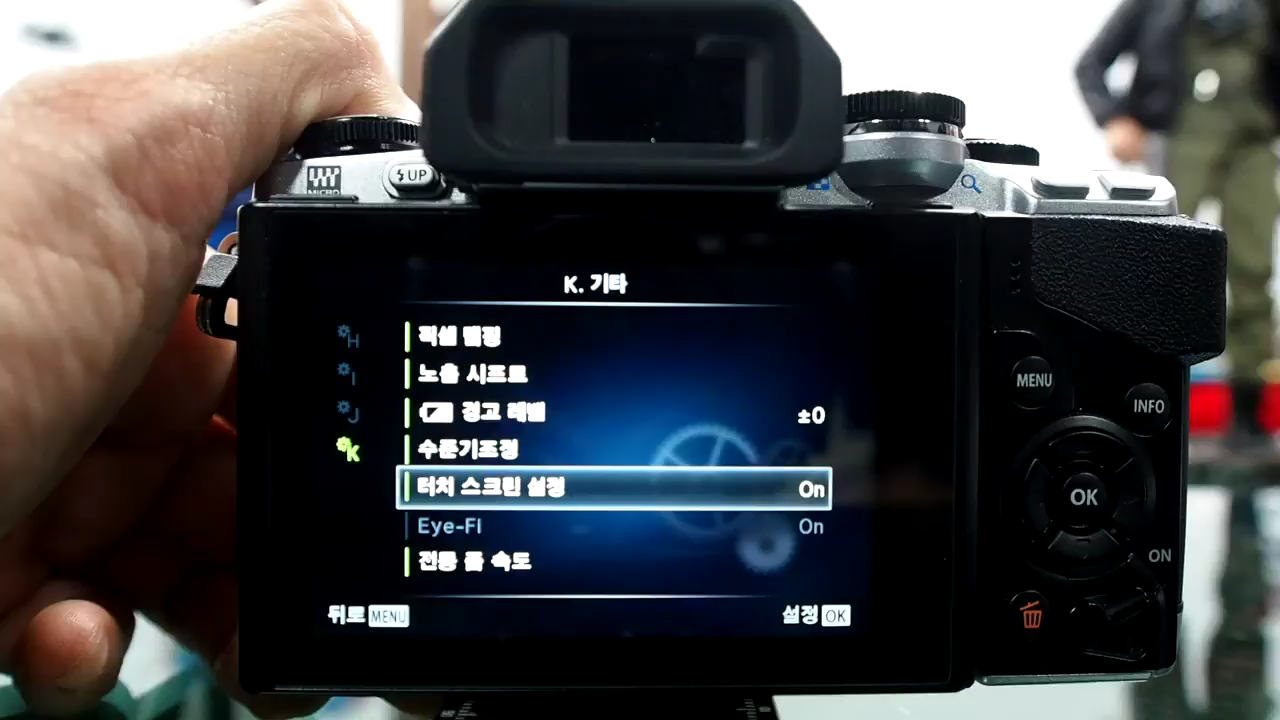 MICRO
UP
K. 기타
H
I
J
K
픽셀 맵핑
노출 시프트
경고 레벨 ±0
수준기조정
터치 스크린 설정 On
Eye-Fi On
전동 줌 속도
뒤로 MENU
설정 OK
MENU
INFO
OK
ON